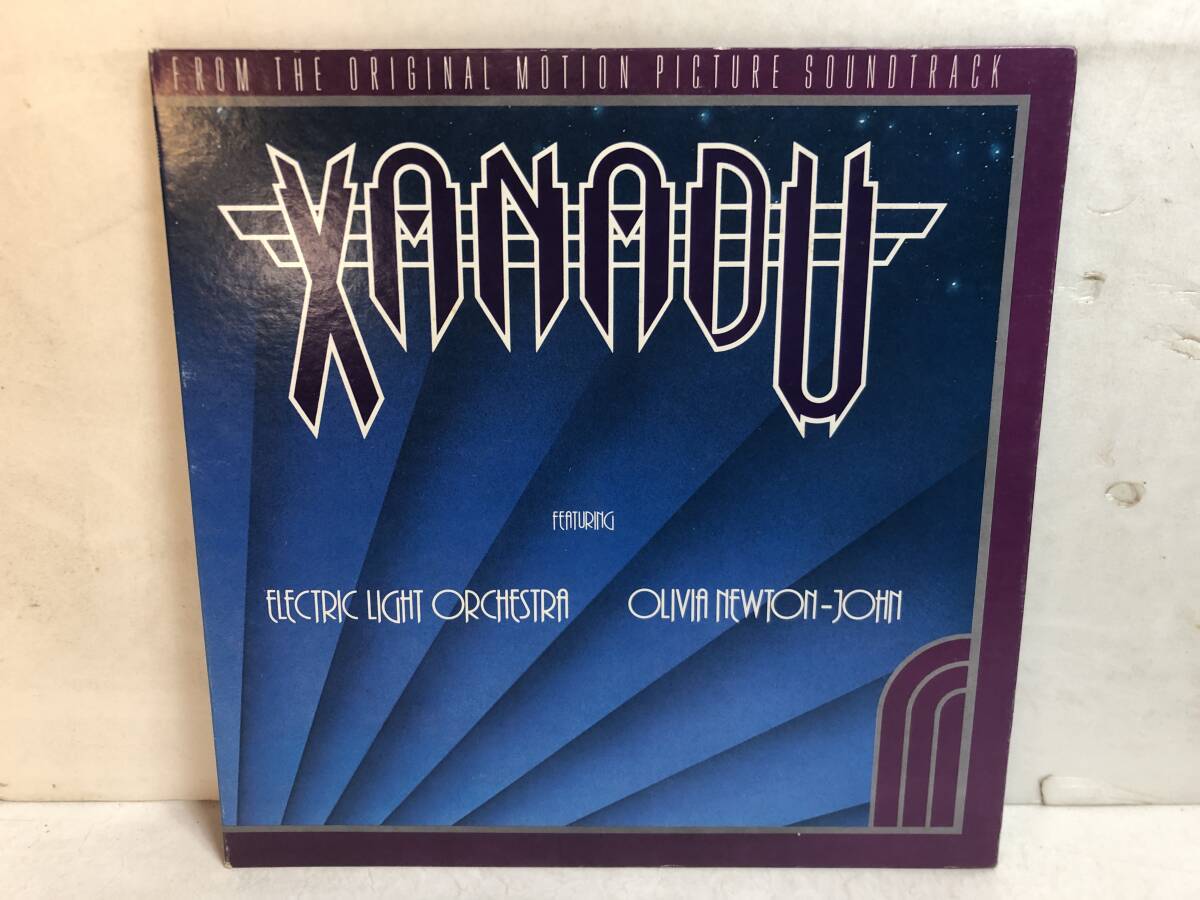 FROM THE ORIGINAL MOTION PICTURE SOUNDTRACK
XANADU
FEATURING
ELECTRIC LIGHT ORCHESTRA OLIVIA NEWTON-JOHN